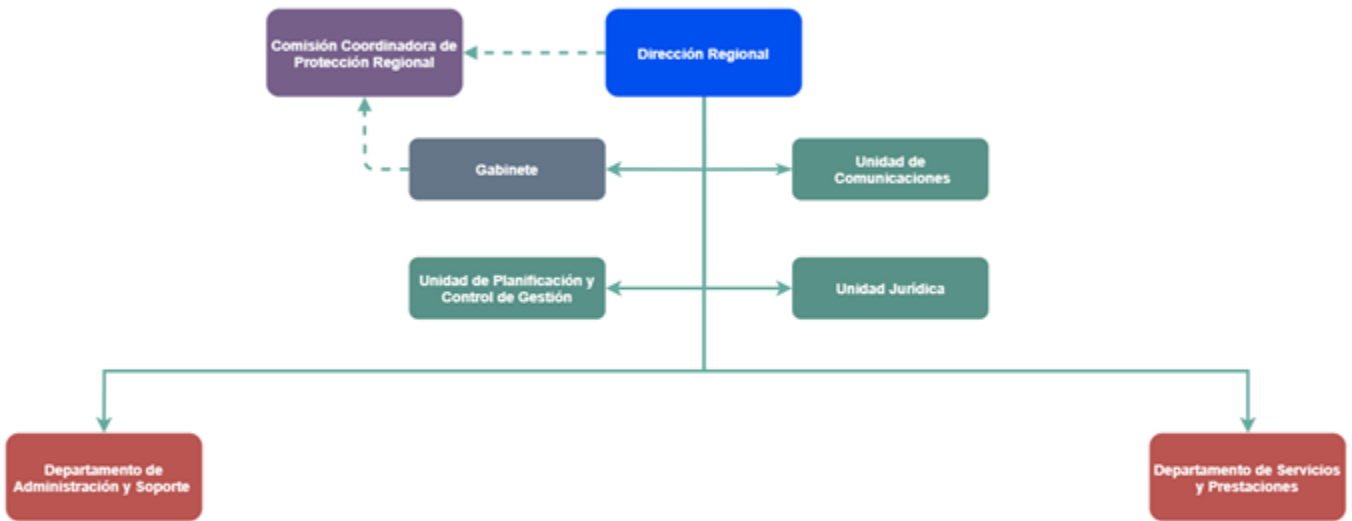 Comisión Coordinadora de
Protección Regional
Dirección Regional
Gabinete
Unidad de
Comunicaciones
Unidad de Planificación y
Control de Gestión
Unidad Jurídica
Departamento de
Administración y Soporte
Departamento de Servicios
y Prestaciones